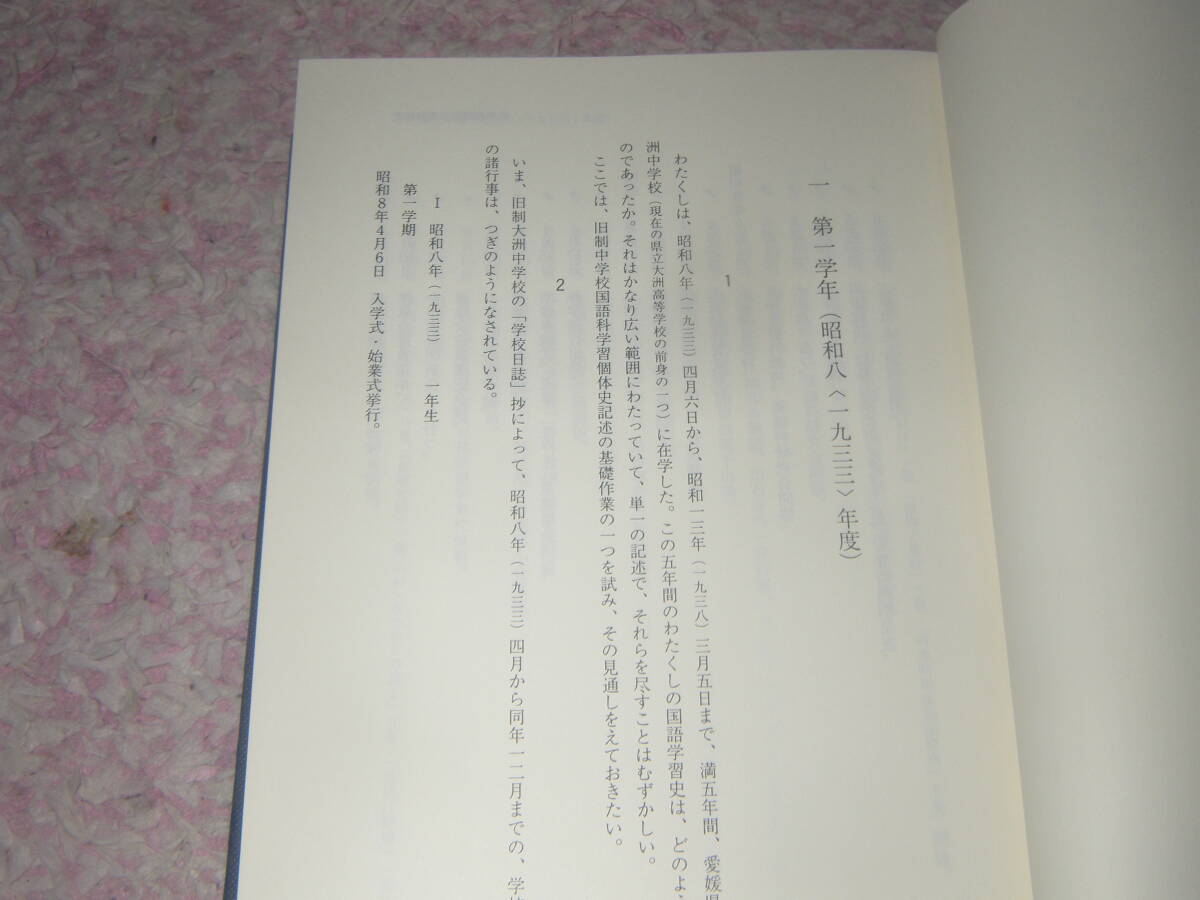 一 第一学年(昭和八〈一九三三〉年度)
1
わたくしは、昭和八年(一九三三)四月六日から、昭和一三年(一九三八)三月五日まで、満五年間、愛媛県
洲中学校(現在の県立大洲高等学校の前身の一つ)に在学した。この五年間のわたくしの国語学習史は、どのよ
のであったか。それはかなり広い範囲にわたっていて、単一の記述で、それらを尽すことはむずかしい。
ここでは、旧制中学校国語科学習個体史記述の基礎作業の一つを試み、その見通しをえておきたい。
2
いま、旧制大洲中学校の「学校日誌」抄によって、昭和八年(一九三三)四月から同年一二月までの、学
の諸行事は、つぎのようになされている。
I 昭和八年(一九三三) 一年生
第一学期
昭和8年4月6日 入学式・始業式挙行。